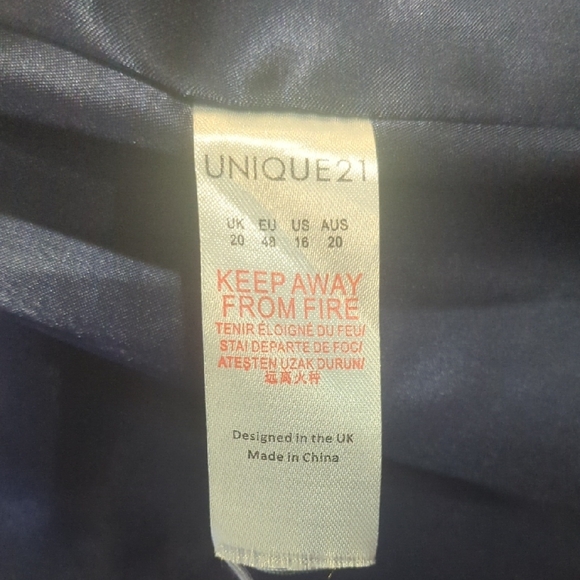 UNIQUE21
UK EU US AUS
20 48 16 20
KEEP AWAY
FROM FIRE
TENIR ÉLOIGNÉ DU FEU/
STAI DEPARTE DE FOC/
ATEŞTEN UZAK DURUN/
远离火种
Designed in the UK
Made in China